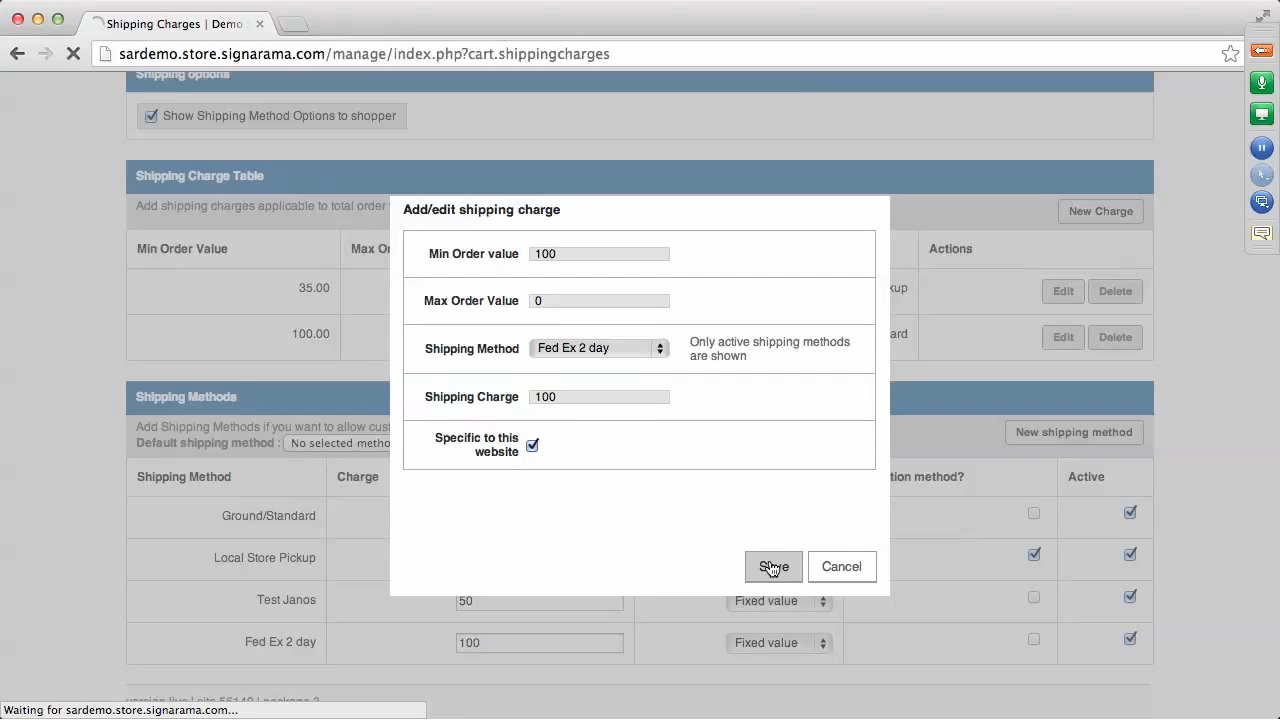 Shipping Charges | Demo
sardemo.store.signarama.com/manage/index.php?cart.shippingcharges
Shipping options
Show Shipping Method Options to shopper
Shipping Charge Table
Add shipping charges applicable to total order
New Charge
Min Order Value
Max Or
Actions
35.00
kup
Edit
Delete
100.00
ard
Edit
Delete
Add/edit shipping charge
Min Order value
100
Max Order Value
0
Shipping Method
Fed Ex 2 day
Only active shipping methods
are shown
Shipping Charge
100
Specific to this
website
Save
Cancel
Shipping Methods
Add Shipping Methods if you want to allow cust
Default shipping method :
No selected metho
New shipping method
Shipping Method
Charge
tion method?
Active
Ground/Standard
Local Store Pickup
Test Janos
50
Fixed value
Fed Ex 2 day
100
Fixed value
Waiting for sardemo.store.signarama.com...